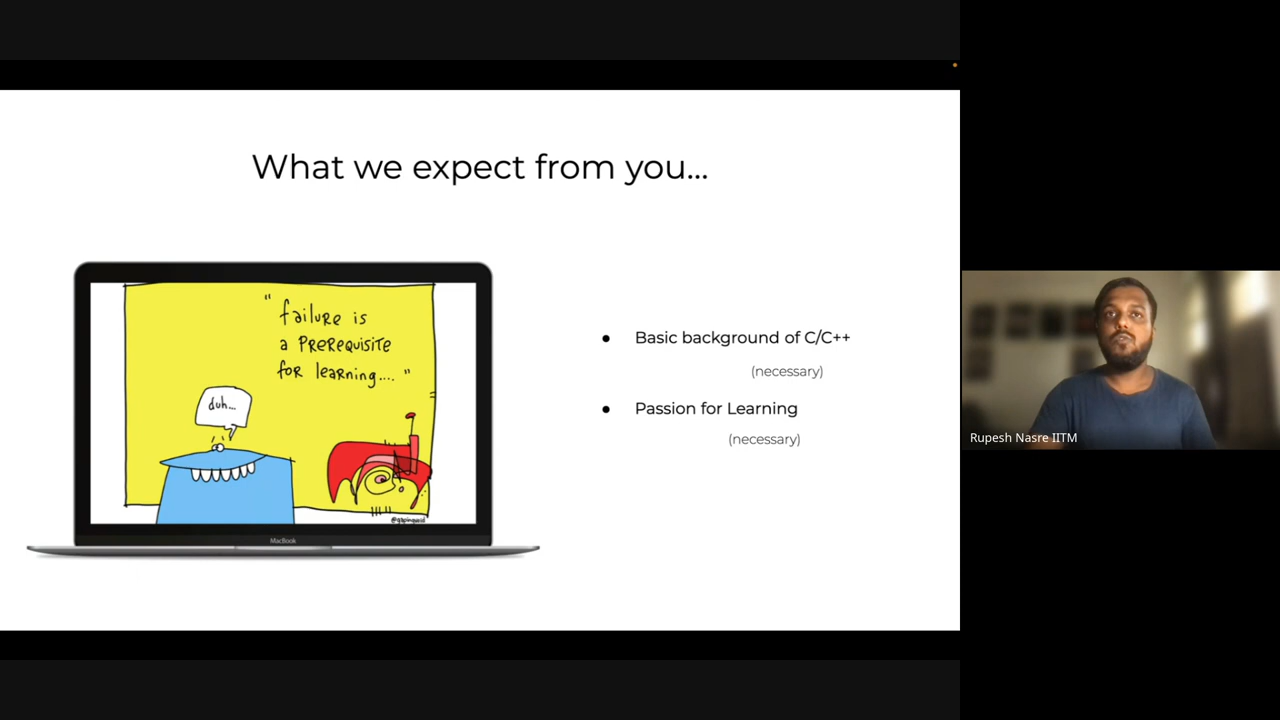 What we expect from you...
"failure is
a PREREQUISITE
for learning.... "
duh...
MacBook
Basic background of C/C++
(necessary)
Passion for Learning
(necessary)
Rupesh Nasre IITM